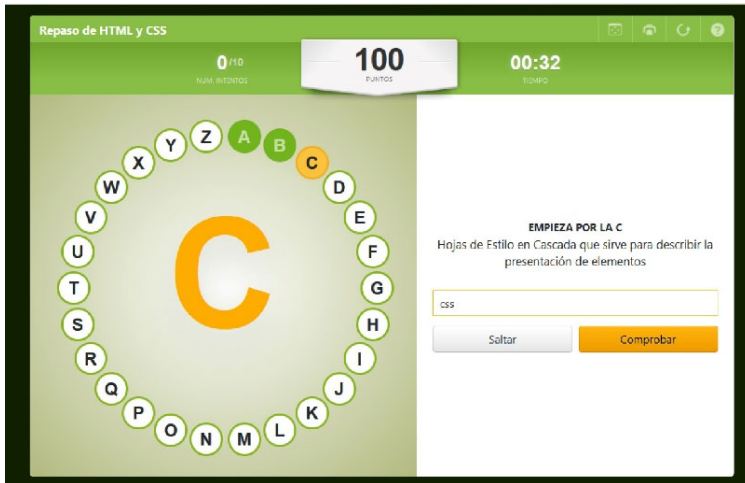 Repaso de HTML y CSS
0/10
NUM. INTENTOS
100
PUNTOS
00:32
TIEMPO
A
B
C
D
E
F
G
H
I
J
K
L
M
N
O
P
Q
R
S
T
U
V
W
X
Y
Z
C
EMPIEZA POR LA C
Hojas de Estilo en Cascada que sirve para describir la
presentación de elementos
css
Saltar
Comprobar